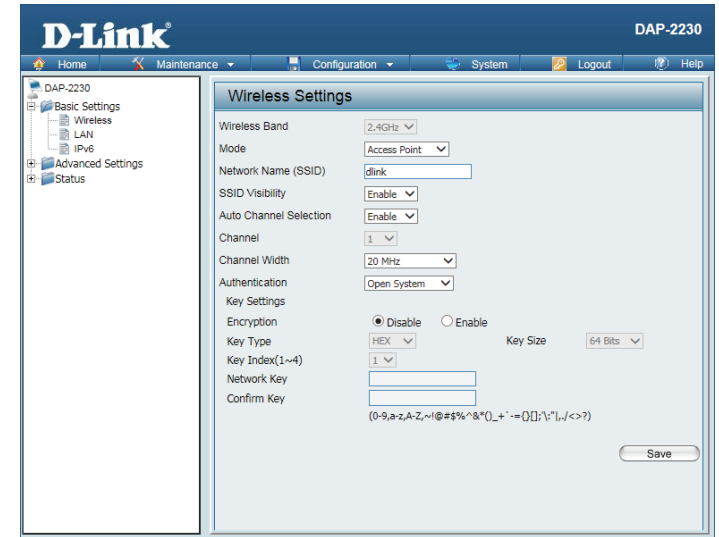 D-Link®
DAP-2230
Home Maintenance Configuration System Logout Help
DAP-2230
Basic Settings
Wireless
LAN
IPv6
Advanced Settings
Status
Wireless Settings
Wireless Band 2.4GHz
Mode Access Point
Network Name (SSID) dlink
SSID Visibility Enable
Auto Channel Selection Enable
Channel 1
Channel Width 20 MHz
Authentication Open System
Key Settings
Encryption Disable Enable
Key Type HEX Key Size 64 Bits
Key Index(1~4) 1
Network Key
Confirm Key
(0-9,a-z,A-Z,~!@#$%^&*()_+`-={}[];'\:"|,./<>?)
Save